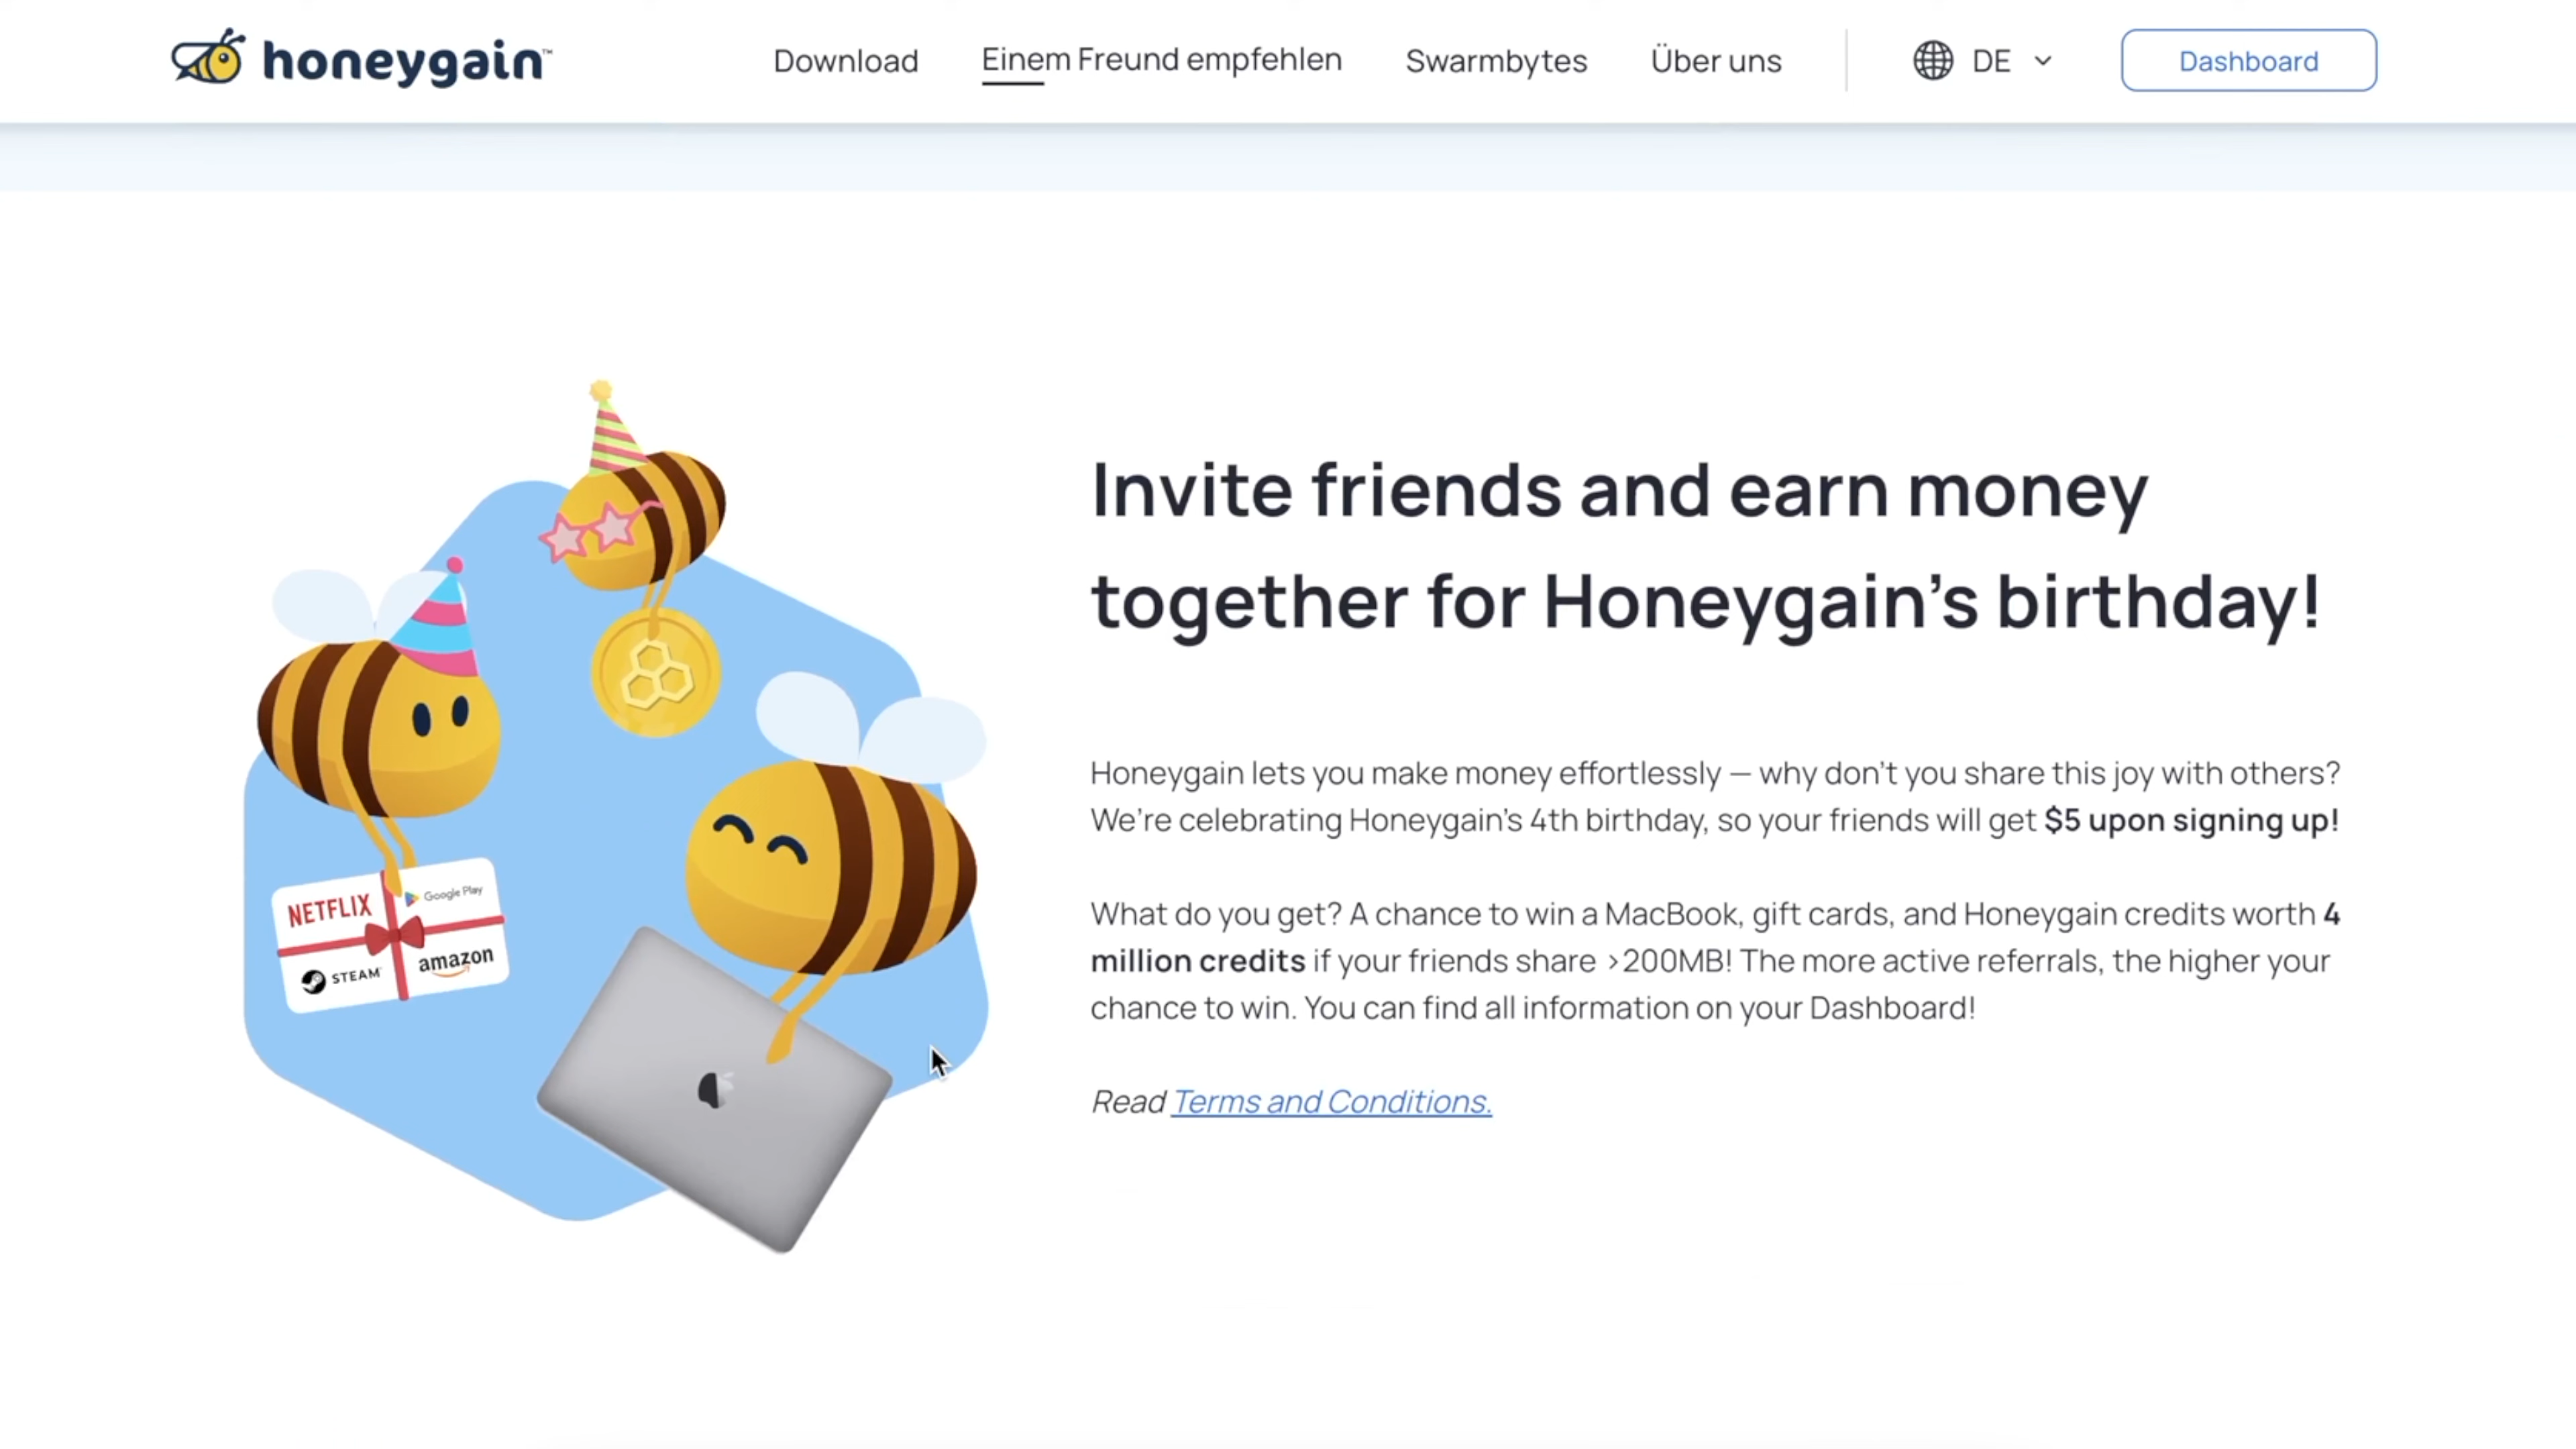 honeygain™
Download
Einem Freund empfehlen
Swarmbytes
Über uns
DE
Dashboard
Invite friends and earn money
together for Honeygain’s birthday!
NETFLIX
Google Play
STEAM
amazon
Honeygain lets you make money effortlessly — why don’t you share this joy with others?
We’re celebrating Honeygain’s 4th birthday, so your friends will get $5 upon signing up!
What do you get? A chance to win a MacBook, gift cards, and Honeygain credits worth 4
million credits if your friends share >200MB! The more active referrals, the higher your
chance to win. You can find all information on your Dashboard!
Read Terms and Conditions.